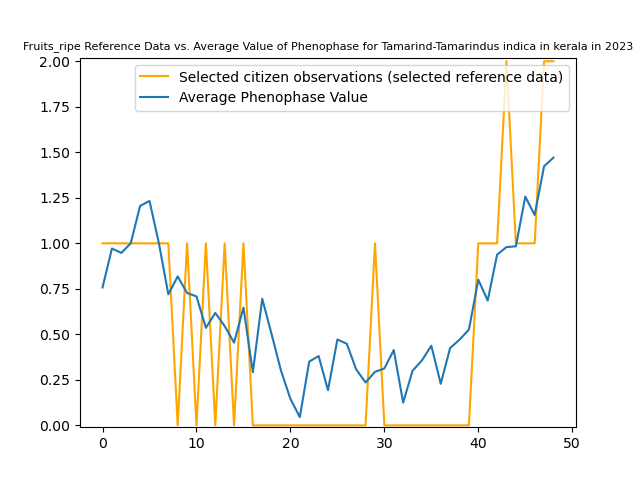 Fruits_ripe Reference Data vs. Average Value of Phenophase for Tamarind-Tamarindus indica in kerala in 2023
Selected citizen observations (selected reference data)
Average Phenophase Value
2.00
1.75
1.50
1.25
1.00
0.75
0.50
0.25
0.00
0 10 20 30 40 50